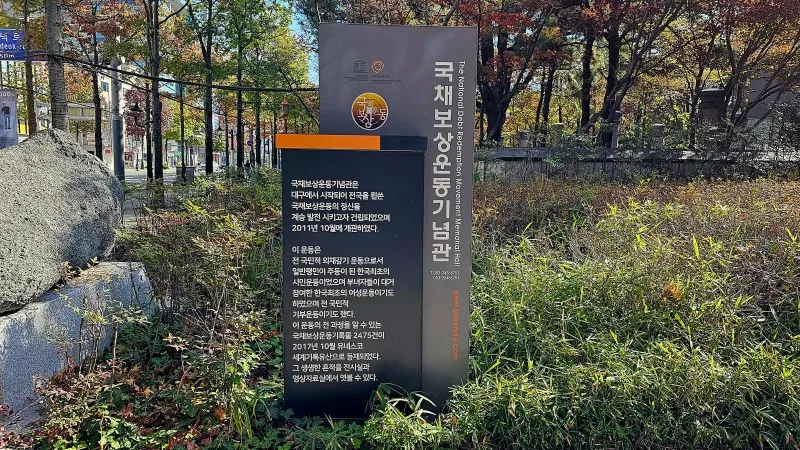 국채보상운동기념관
The National Debt Redemption Movement Memorial Hall
국채보상운동기념관은
대구에서 시작되어 전국을 휩쓴
국채보상운동의 정신을
계승 발전 시키고자 건립되었으며
2011년 10월에 개관하였다.
이 운동은
전 국민적 외채갚기 운동으로서
일반평민이 주동이 된 한국최초의
시민운동이었으며 부녀자들이 대거
참여한 한국최초의 여성운동이기도
하였으며 전 국민적
기부운동이기도 했다.
이 운동의 전 과정을 알 수 있는
국채보상운동기록물 2475건이
2017년 10월 유네스코
세계기록유산으로 등재되었다.
그 생생한 흔적을 전시실과
영상자료실에서 엿볼 수 있다.